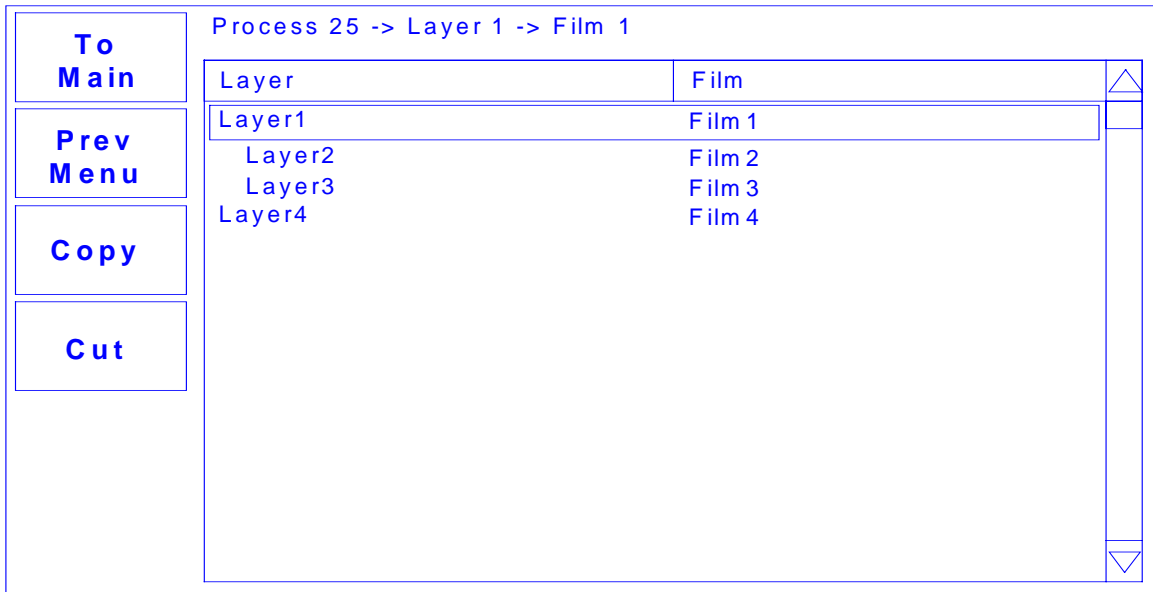 To
Main
Prev
Menu
Copy
Cut
Process 25 -> Layer 1 -> Film 1
Layer Film
Layer1 Film 1
Layer2 Film 2
Layer3 Film 3
Layer4 Film 4